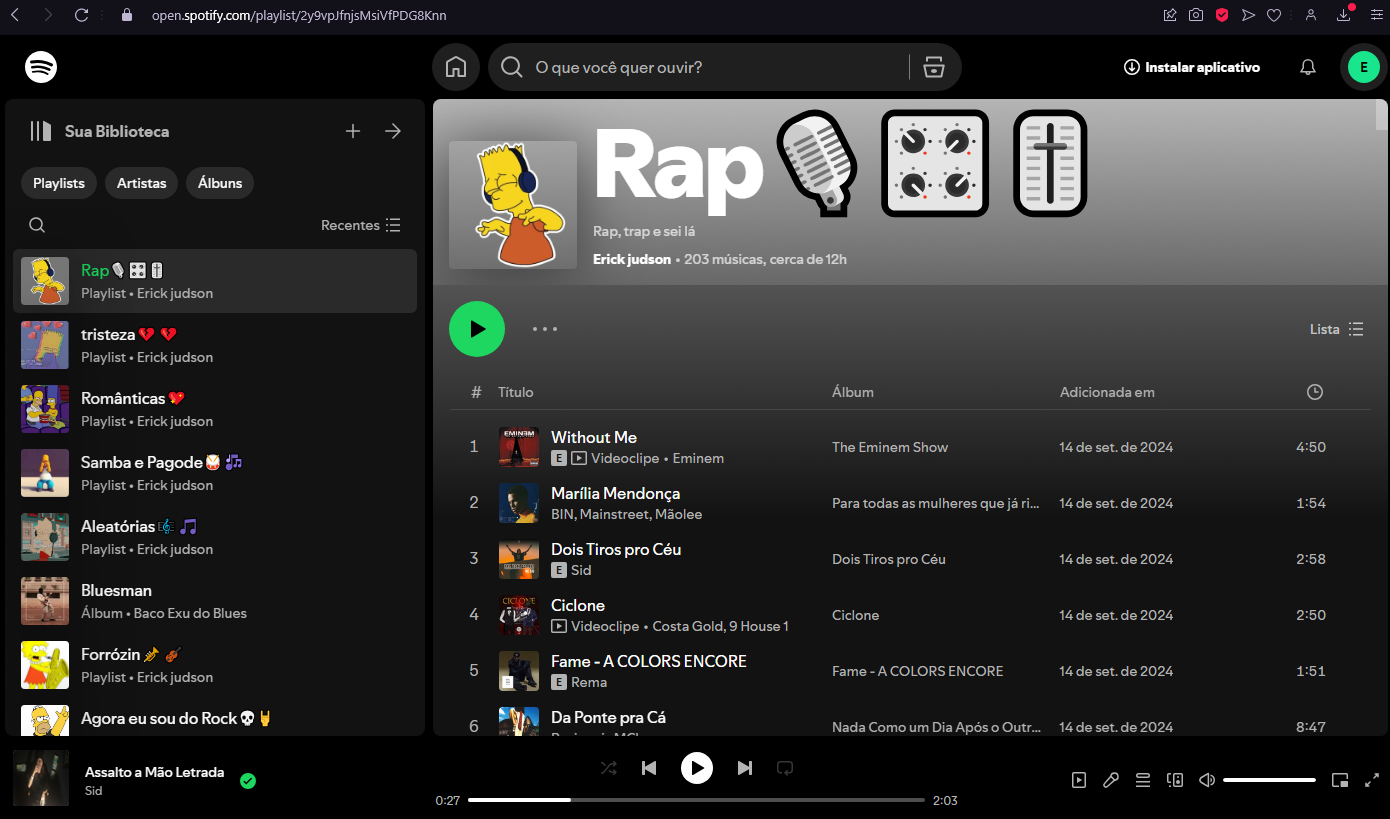 open.spotify.com/playlist/2y9vpJfnjsMsiVfPDG8Knn
O que você quer ouvir?
Instalar aplicativo
E
Sua Biblioteca
Playlists Artistas Álbuns
Recentes
Rap🎙️🎛️🎚️
Playlist • Erick judson
tristeza💔 💔
Playlist • Erick judson
Românticas 💖
Playlist • Erick judson
Samba e Pagode🥁 🎶
Playlist • Erick judson
Aleatórias🎼 🎵
Playlist • Erick judson
Bluesman
Álbum • Baco Exu do Blues
Forrózin 🎺 🎻
Playlist • Erick judson
Agora eu sou do Rock💀🤘
Rap🎙️🎛️🎚️
Rap, trap e sei lá
Erick judson • 203 músicas, cerca de 12h
Lista
# Título Álbum Adicionada em
1 Without Me The Eminem Show 14 de set. de 2024 4:50
E Videoclipe • Eminem
2 Marília Mendonça Para todas as mulheres que já ri... 14 de set. de 2024 1:54
BIN, Mainstreet, Mãolee
3 Dois Tiros pro Céu Dois Tiros pro Céu 14 de set. de 2024 2:58
E Sid
4 Ciclone Ciclone 14 de set. de 2024 2:50
Videoclipe • Costa Gold, 9 House 1
5 Fame - A COLORS ENCORE Fame - A COLORS ENCORE 14 de set. de 2024 1:51
E Rema
6 Da Ponte pra Cá Nada Como um Dia Após o Outr... 14 de set. de 2024 8:47
Assalto a Mão Letrada
Sid
0:27 2:03